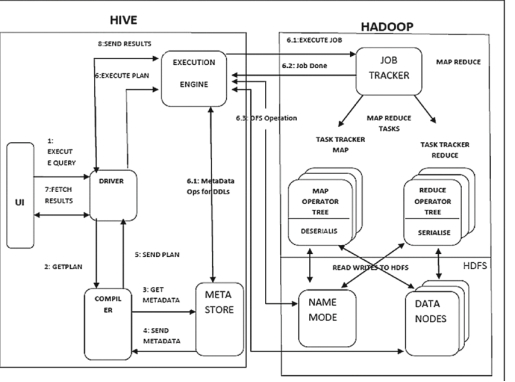 HIVE
HADOOP
8:SEND RESULTS
6.1:EXECUTE JOB
EXECUTION
ENGINE
6.2: Job Done
JOB
TRACKER
MAP REDUCE
6:EXECUTE PLAN
6.3: DFS Operation
MAP REDUCE
TASKS
TASK TRACKER
MAP
TASK TRACKER
REDUCE
1:
EXECUT
E QUERY
DRIVER
6.1: MetaData
Ops for DDLs
MAP
OPERATOR
TREE
REDUCE
OPERATOR
TREE
7:FETCH
RESULTS
UI
DESERIALIS
SERIALISE
5: SEND PLAN
2: GETPLAN
READ WRITES TO HDFS
HDFS
COMPIL
ER
3: GET
METADATA
META
STORE
NAME
MODE
DATA
NODES
4: SEND
METADATA